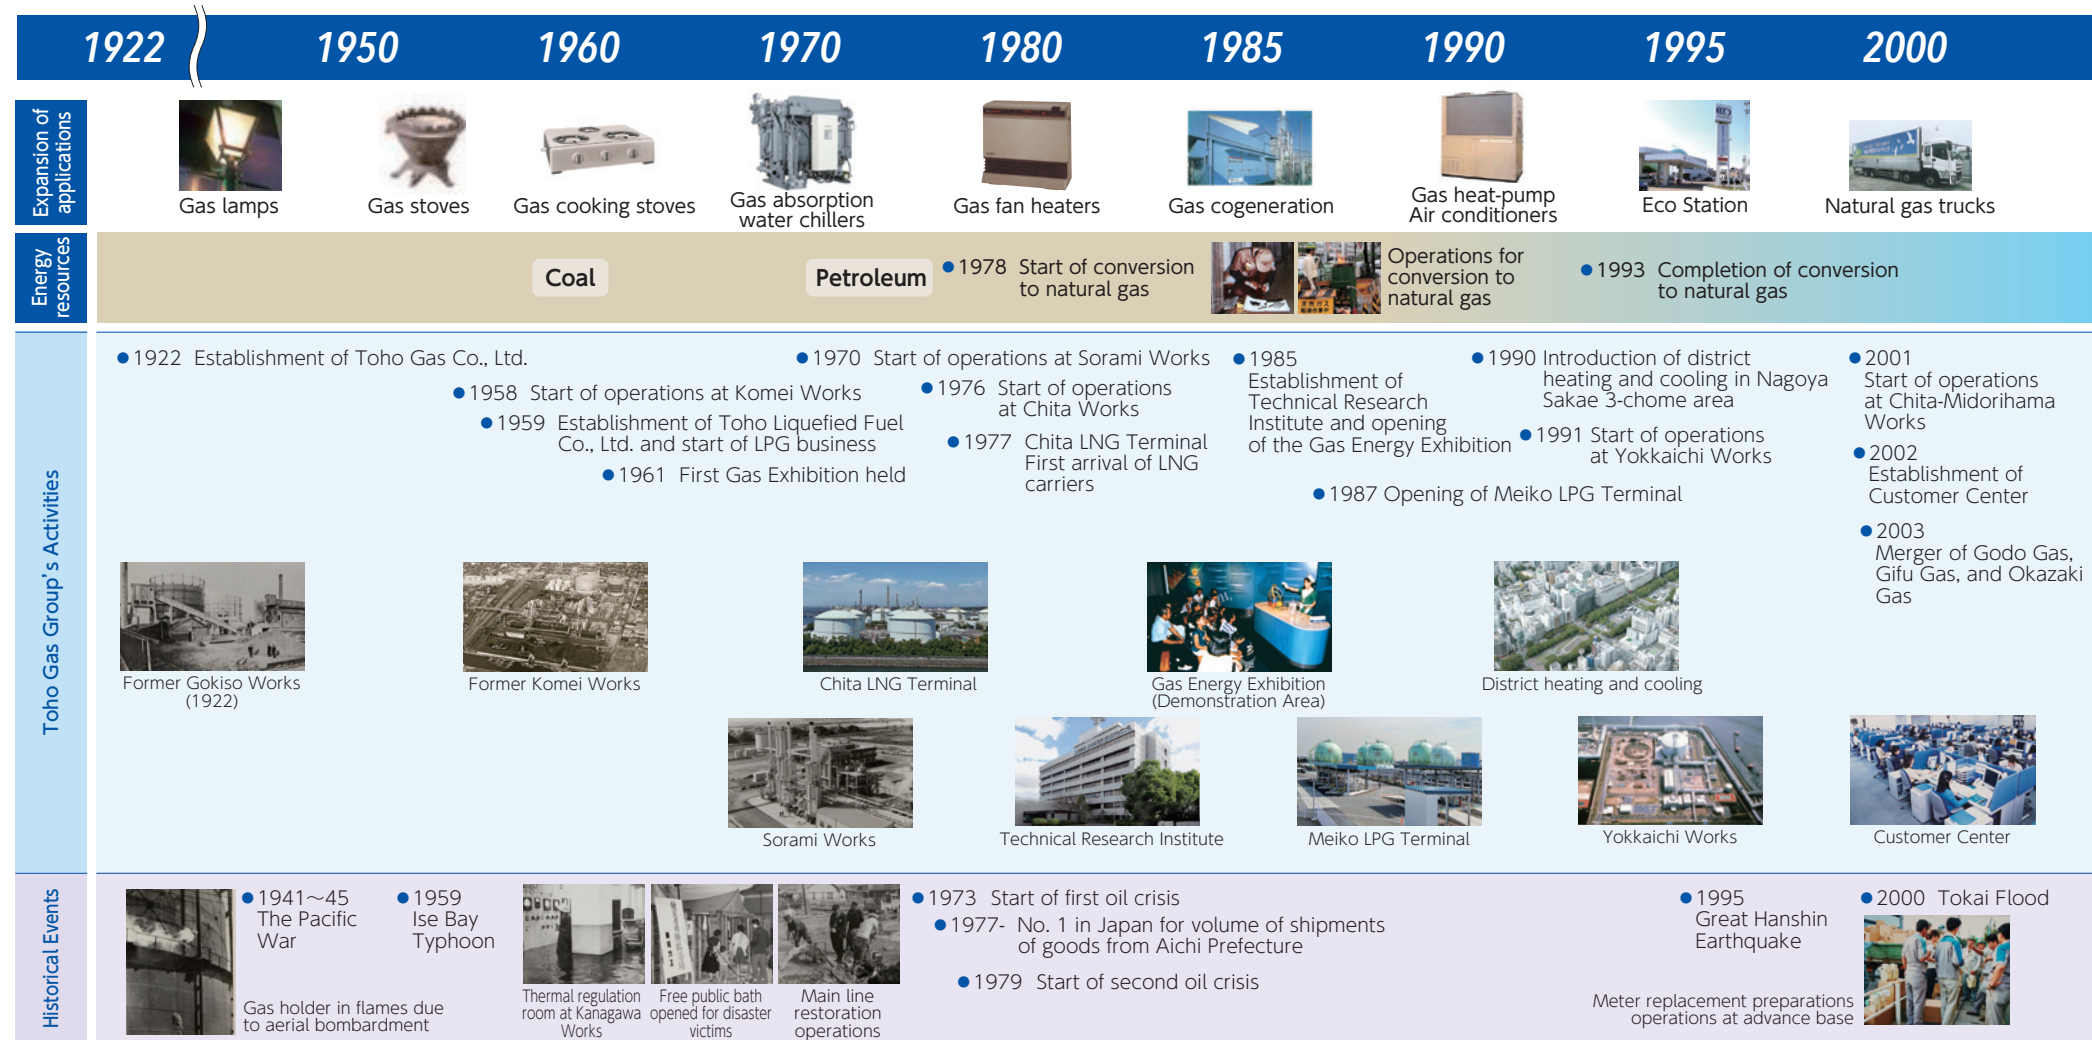 1922 1950 1960 1970 1980 1985 1990 1995 2000
Expansion of
applications
Gas lamps
Gas stoves
Gas cooking stoves
Gas absorption
water chillers
Gas fan heaters
Gas cogeneration
Gas heat-pump
Air conditioners
Eco Station
Natural gas trucks
Energy
resources
Coal
Petroleum
● 1978 Start of conversion
to natural gas
Operations for
conversion to
natural gas
● 1993 Completion of conversion
to natural gas
Toho Gas Group's Activities
● 1922 Establishment of Toho Gas Co., Ltd.
● 1958 Start of operations at Komei Works
● 1959 Establishment of Toho Liquefied Fuel
Co., Ltd. and start of LPG business
● 1961 First Gas Exhibition held
● 1970 Start of operations at Sorami Works
● 1976 Start of operations
at Chita Works
● 1977 Chita LNG Terminal
First arrival of LNG
carriers
● 1985
Establishment of
Technical Research
Institute and opening
of the Gas Energy Exhibition
● 1987 Opening of Meiko LPG Terminal
● 1990 Introduction of district
heating and cooling in Nagoya
Sakae 3-chome area
● 1991 Start of operations
at Yokkaichi Works
● 2001
Start of operations
at Chita-Midorihama
Works
● 2002
Establishment of
Customer Center
● 2003
Merger of Godo Gas,
Gifu Gas, and Okazaki
Gas
Former Gokiso Works
(1922)
Former Komei Works
Chita LNG Terminal
Gas Energy Exhibition
(Demonstration Area)
District heating and cooling
Sorami Works
Technical Research Institute
Meiko LPG Terminal
Yokkaichi Works
Customer Center
Historical Events
● 1941～45
The Pacific
War
Gas holder in flames due
to aerial bombardment
● 1959
Ise Bay
Typhoon
Thermal regulation
room at Kanagawa
Works
Free public bath
opened for disaster
victims
Main line
restoration
operations
● 1973 Start of first oil crisis
● 1977- No. 1 in Japan for volume of shipments
of goods from Aichi Prefecture
● 1979 Start of second oil crisis
● 1995
Great Hanshin
Earthquake
● 2000 Tokai Flood
Meter replacement preparations
operations at advance base